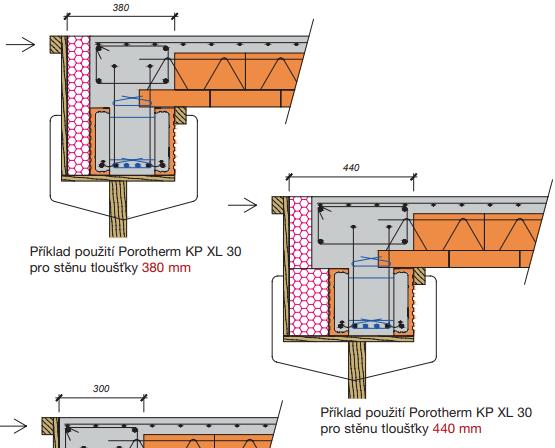 380
Příklad použití Porotherm KP XL 30
pro stěnu tloušťky 380 mm
440
Příklad použití Porotherm KP XL 30
pro stěnu tloušťky 440 mm
300